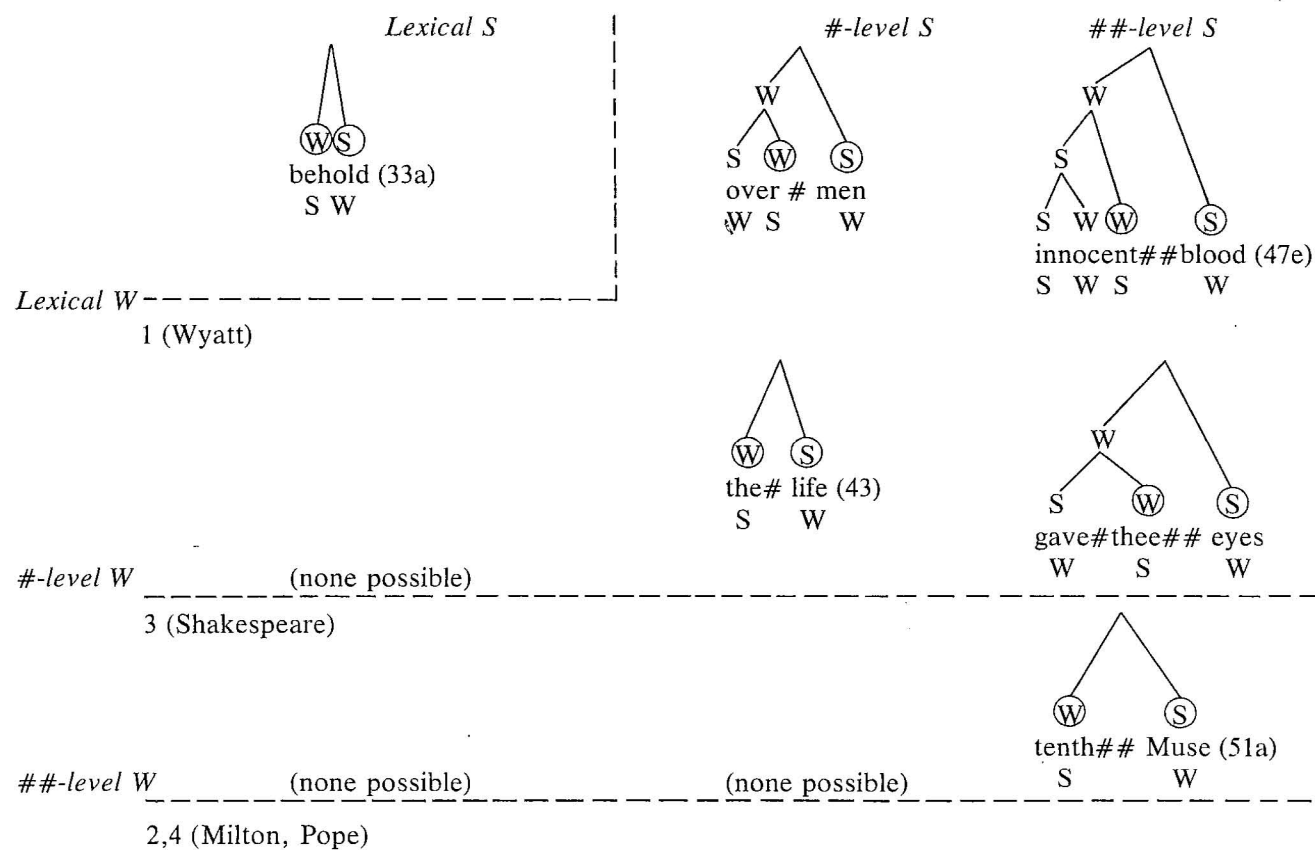 Lexical S #-level S ##-level S
W W
S
W S S W S
behold (33a) over # men
S W W S W
S W W S
innocent##blood (47e)
S W S W
Lexical W
1 (Wyatt)
W
W S
the# life (43)
S W
S W S
gave#thee## eyes
W S W
#-level W (none possible)
3 (Shakespeare)
W S
tenth## Muse (51a)
S W
##-level W (none possible) (none possible)
2,4 (Milton, Pope)